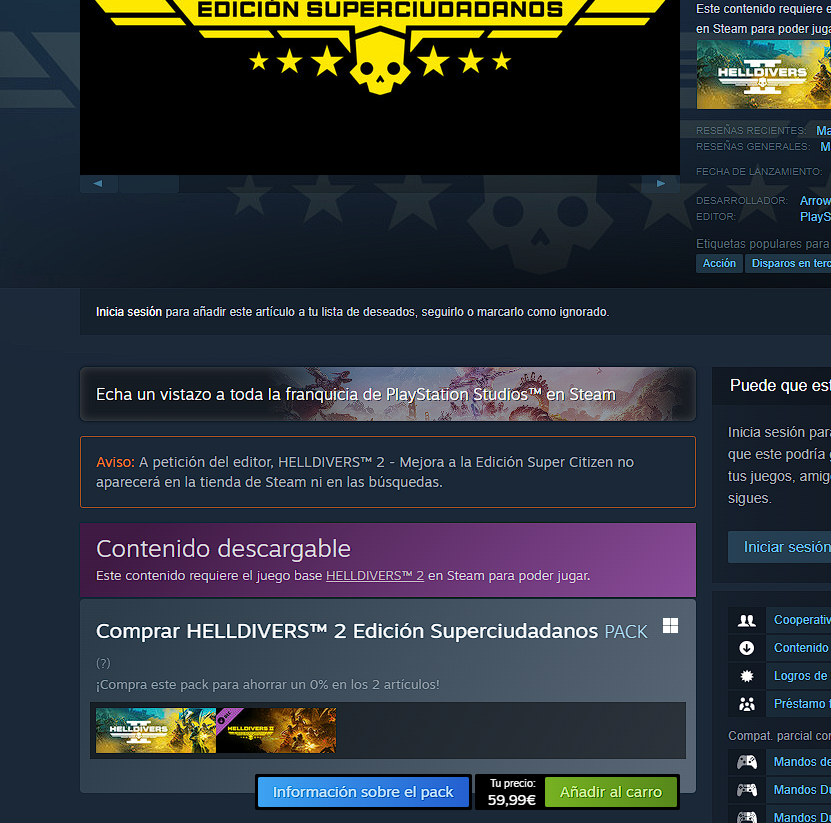 EDICIÓN SUPERCIUDADANOS
Este contenido requiere e
en Steam para poder juga
HELLDIVERS
II
RESEÑAS RECIENTES: Ma
RESEÑAS GENERALES: M
FECHA DE LANZAMIENTO:
DESARROLLADOR: Arrow
EDITOR: PlayS
Etiquetas populares para
Acción
Disparos en terc
Inicia sesión para añadir este artículo a tu lista de deseados, seguirlo o marcarlo como ignorado.
Echa un vistazo a toda la franquicia de PlayStation Studios™ en Steam
Aviso: A petición del editor, HELLDIVERS™ 2 - Mejora a la Edición Super Citizen no
aparecerá en la tienda de Steam ni en las búsquedas.
Contenido descargable
Este contenido requiere el juego base HELLDIVERS™ 2 en Steam para poder jugar.
Comprar HELLDIVERS™ 2 Edición Superciudadanos PACK
(?)
¡Compra este pack para ahorrar un 0% en los 2 artículos!
HELLDIVERS
II
DLC
HELLDIVERS II
Información sobre el pack
Tu precio:
59,99€
Añadir al carro
Puede que est
Inicia sesión par
que este podría
tus juegos, amig
sigues.
Iniciar sesión
Cooperativ
Contenido
Logros de
Préstamo f
Compat. parcial con
Mandos de
Mandos Du
Mandos Du